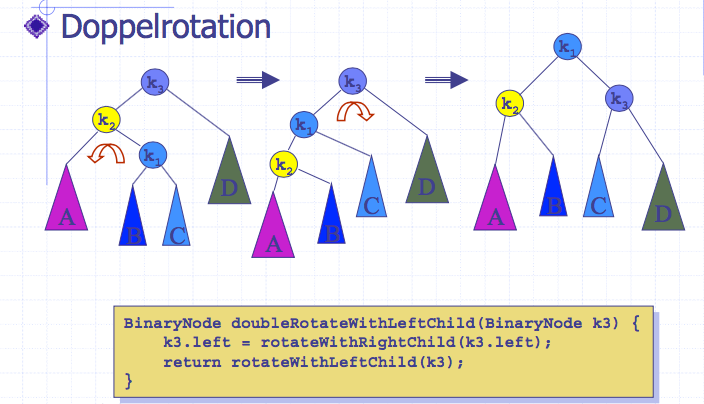 Doppelrotation
k3 k3 k1
k2 k1 k2 k3
k1 k2
A B C D A B C D A B C D
BinaryNode doubleRotateWithLeftChild(BinaryNode k3) {
    k3.left = rotateWithRightChild(k3.left);
    return rotateWithLeftChild(k3);
}